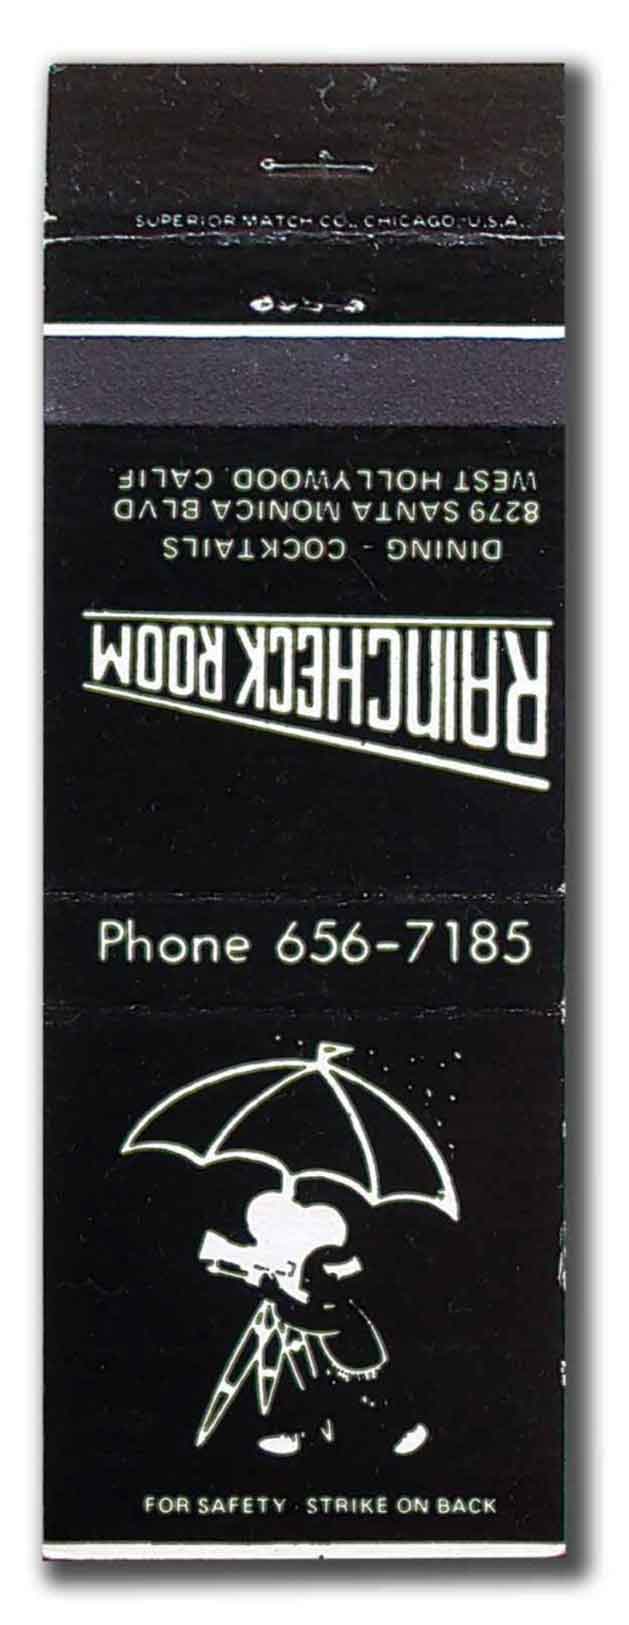 SUPERIOR MATCH CO., CHICAGO, U.S.A.
RAINCHECK ROOM
DINING - COCKTAILS
8279 SANTA MONICA BLVD
WEST HOLLYWOOD, CALIF.
Phone 656-7185
FOR SAFETY · STRIKE ON BACK